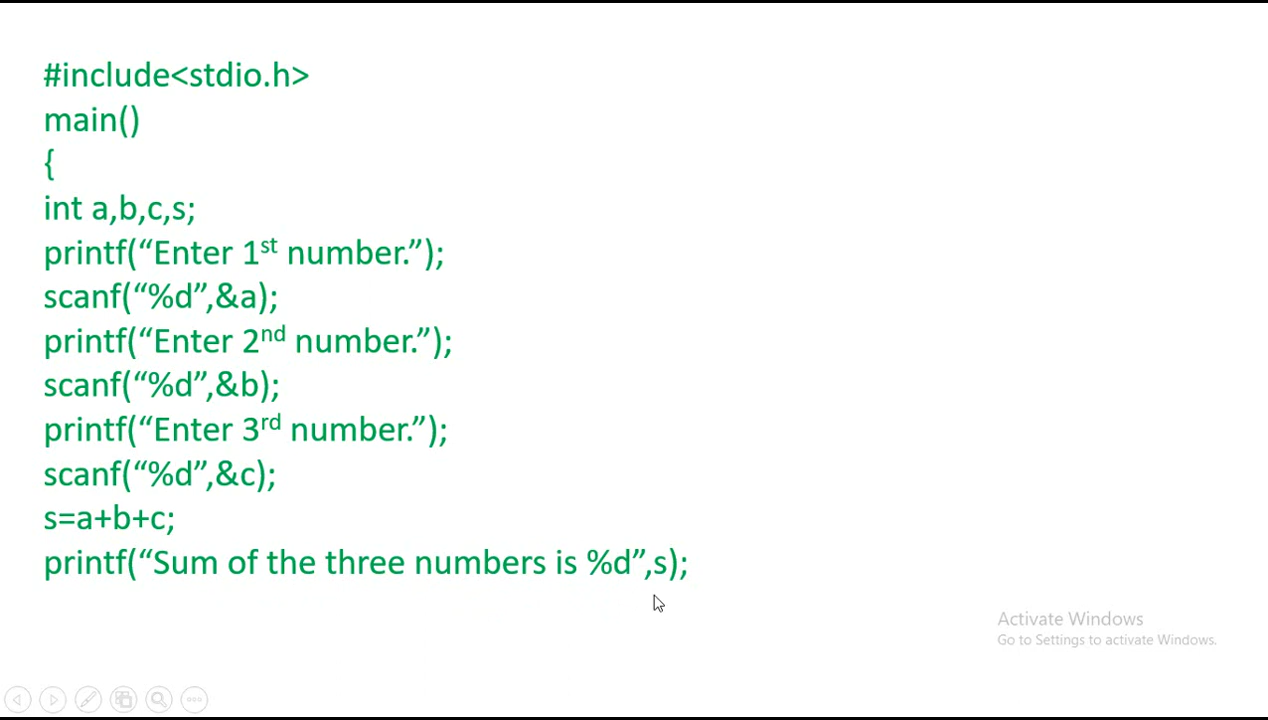 #include<stdio.h>
main()
{
int a,b,c,s;
printf(“Enter 1st number.”);
scanf(“%d”,&a);
printf(“Enter 2nd number.”);
scanf(“%d”,&b);
printf(“Enter 3rd number.”);
scanf(“%d”,&c);
s=a+b+c;
printf(“Sum of the three numbers is %d”,s);
Activate Windows
Go to Settings to activate Windows.